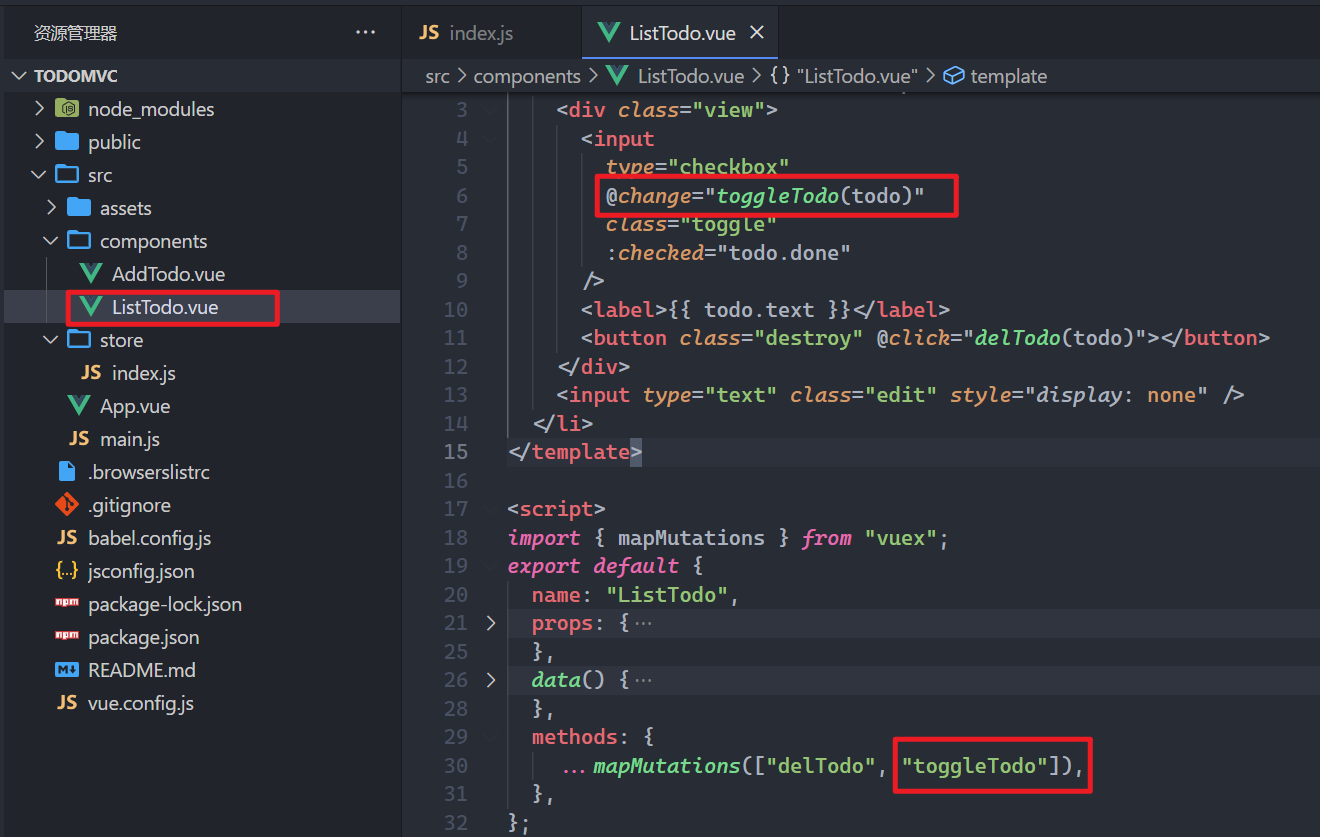 资源管理器 ...
TODOMVC
node_modules
public
src
assets
components
AddTodo.vue
ListTodo.vue
store
JS index.js
App.vue
JS main.js
.browserslistrc
.gitignore
JS babel.config.js
{..} jsconfig.json
npm package-lock.json
npm package.json
M↓ README.md
JS vue.config.js
JS index.js ListTodo.vue ×
src > components > ListTodo.vue > {} "ListTodo.vue" > template
3 <div class="view">
4 <input
5 type="checkbox"
6 @change="toggleTodo(todo)"
7 class="toggle"
8 :checked="todo.done"
9 />
10 <label>{{ todo.text }}</label>
11 <button class="destroy" @click="delTodo(todo)"></button>
12 </div>
13 <input type="text" class="edit" style="display: none" />
14 </li>
15 </template>
16
17 <script>
18 import { mapMutations } from "vuex";
19 export default {
20 name: "ListTodo",
21 props: {...
25 },
26 data() {...
28 },
29 methods: {
30 ...mapMutations(["delTodo", "toggleTodo"]),
31 },
32 };